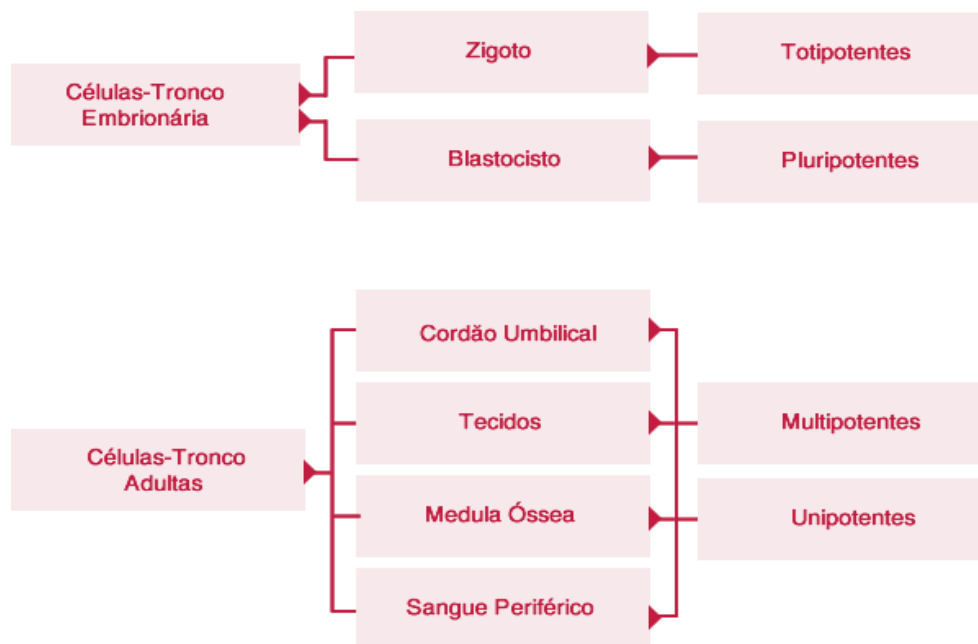 Zigoto
Totipotentes
Células-Tronco
Embrionária
Blastocisto
Pluripotentes
Cordão Umbilical
Tecidos
Multipotentes
Células-Tronco
Adultas
Medula Óssea
Unipotentes
Sangue Periférico